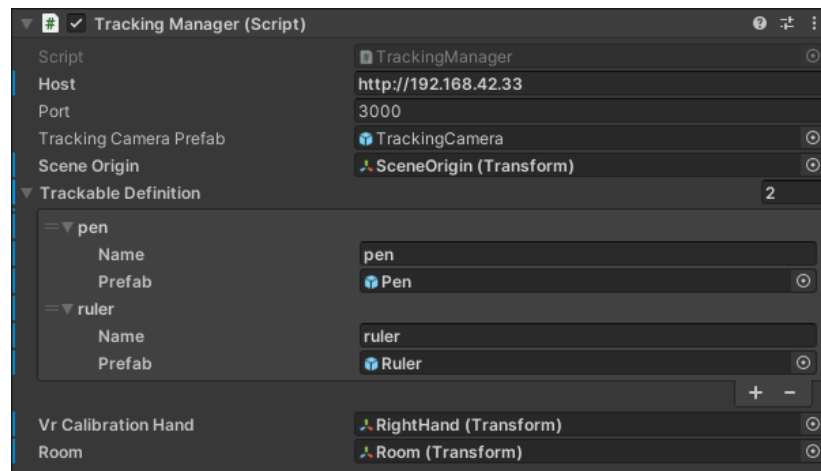 Tracking Manager (Script)
Script TrackingManager
Host http://192.168.42.33
Port 3000
Tracking Camera Prefab TrackingCamera
Scene Origin SceneOrigin (Transform)
Trackable Definition 2
pen
Name pen
Prefab Pen
ruler
Name ruler
Prefab Ruler
+ -
Vr Calibration Hand RightHand (Transform)
Room Room (Transform)